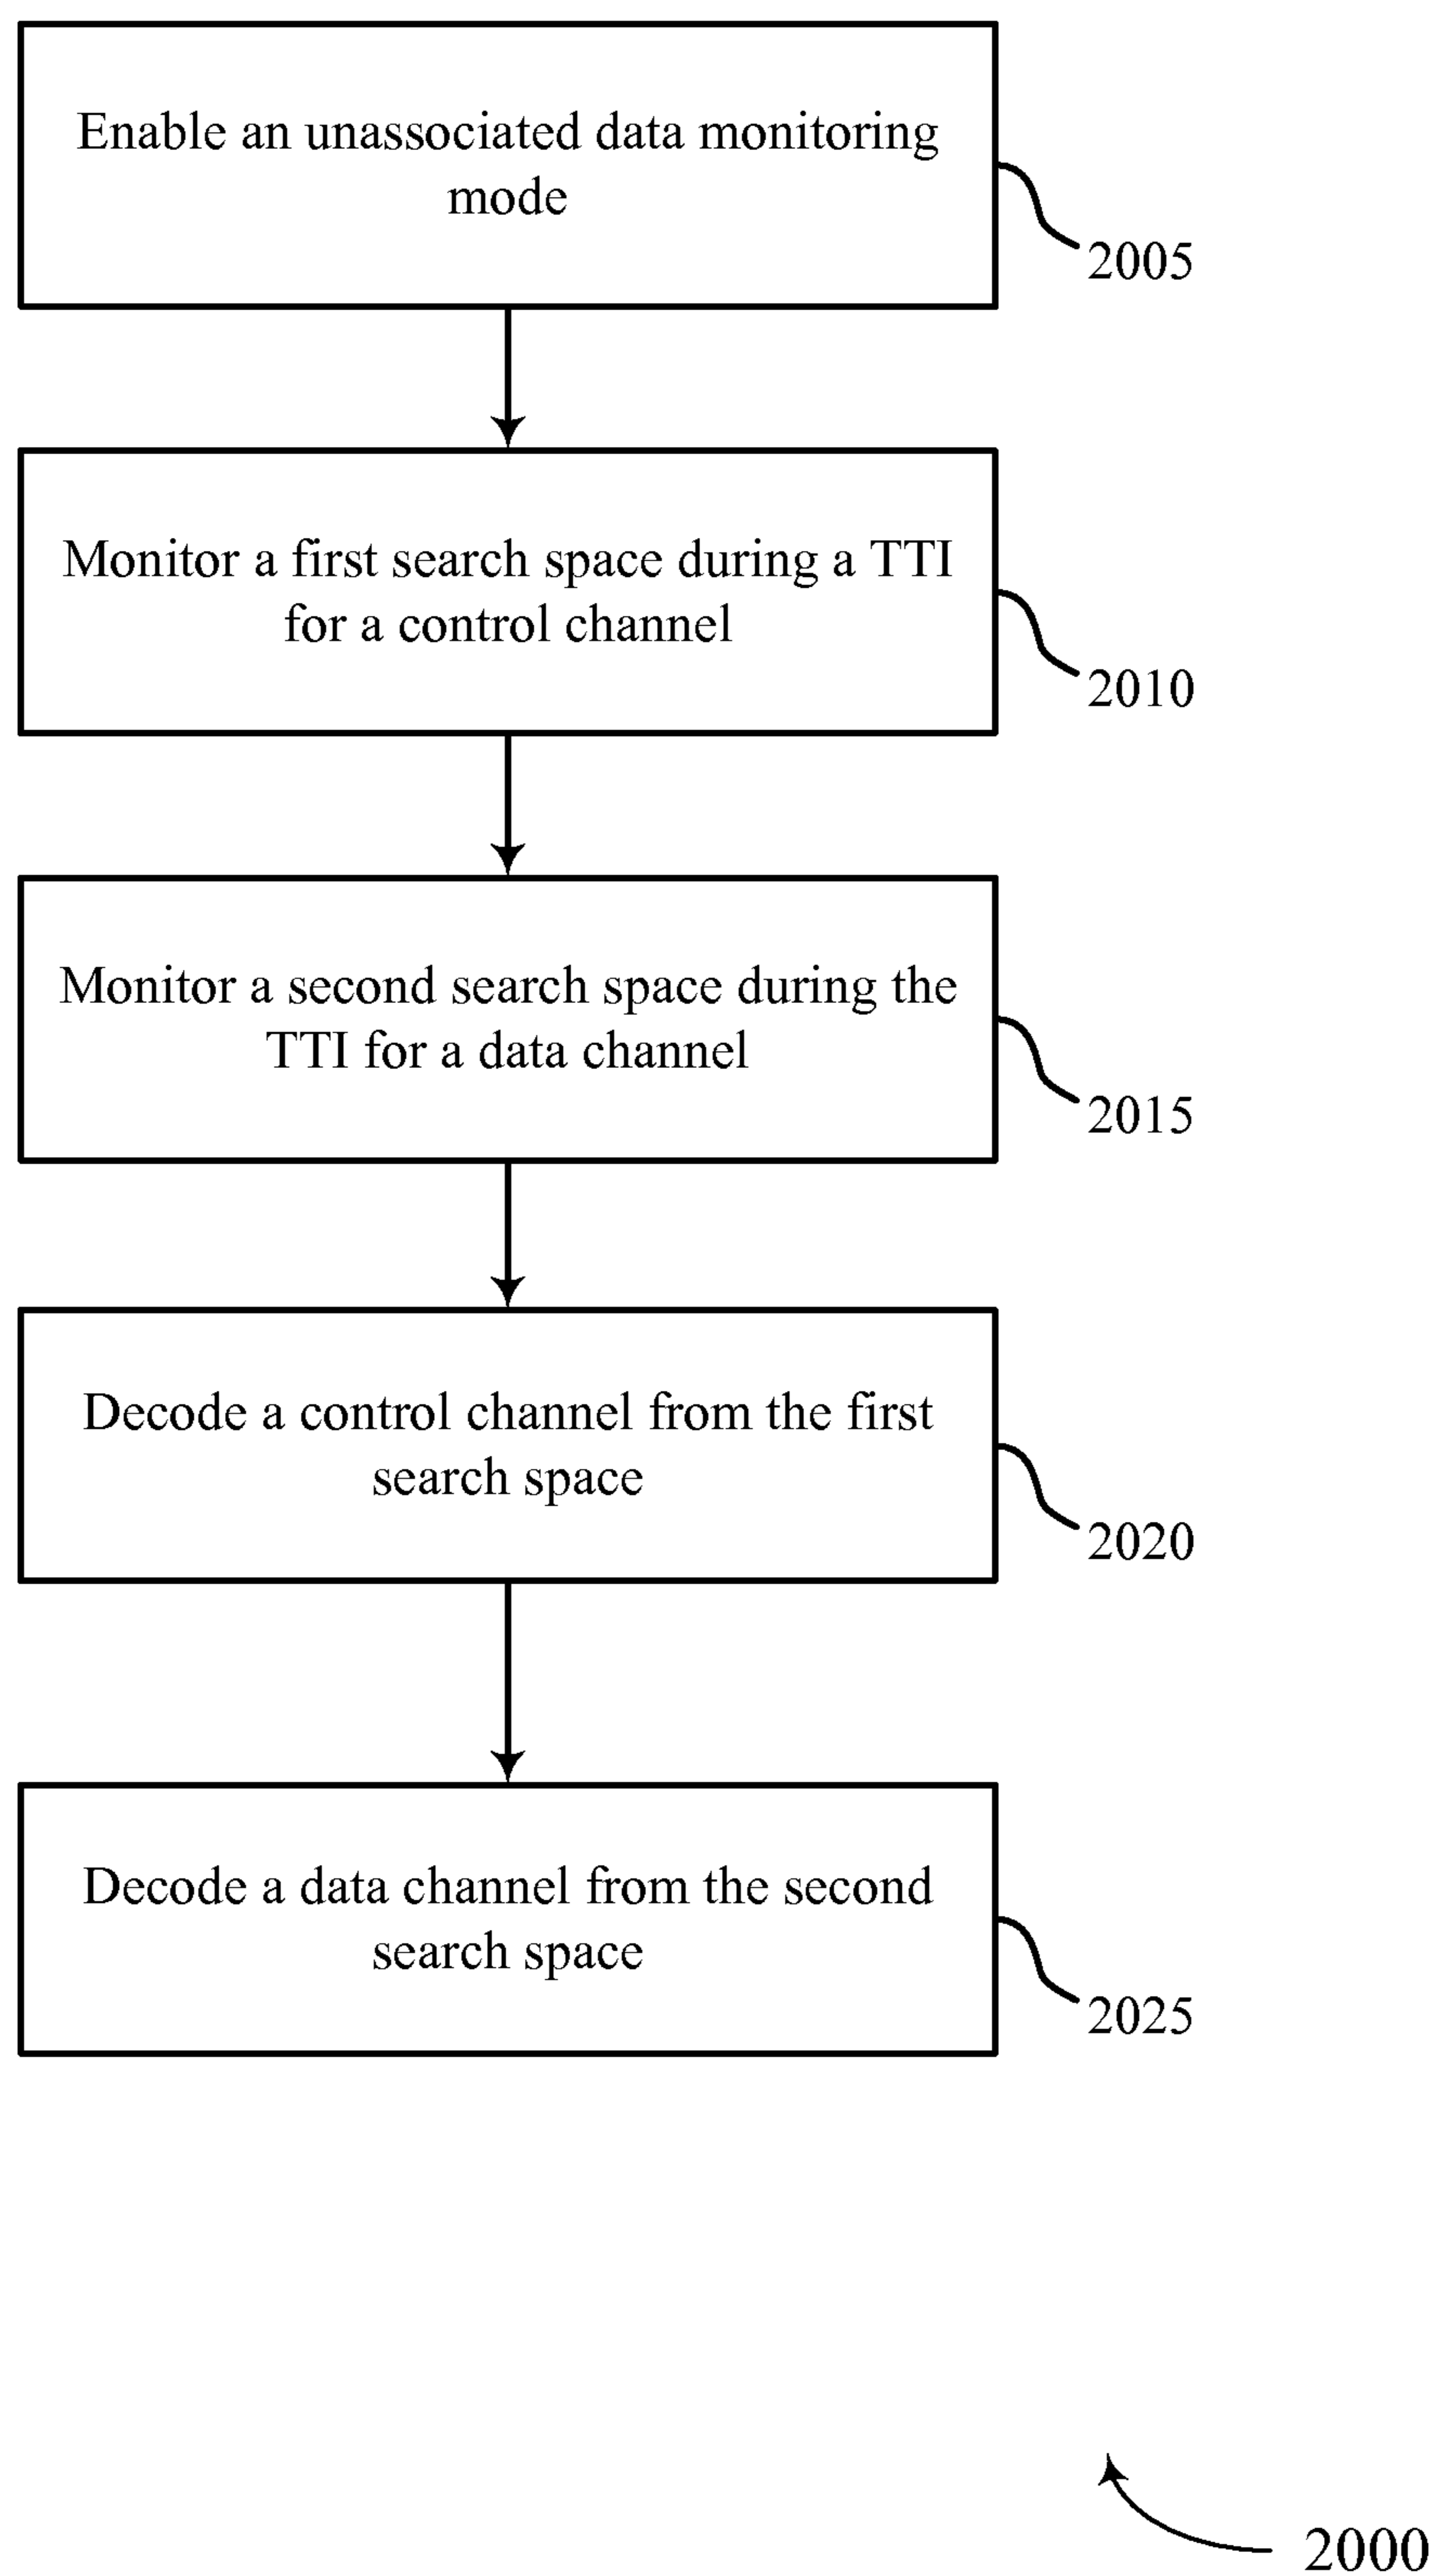 Enable an unassociated data monitoring
mode
2005
Monitor a first search space during a TTI
for a control channel
2010
Monitor a second search space during the
TTI for a data channel
2015
Decode a control channel from the first
search space
2020
Decode a data channel from the second
search space
2025
2000